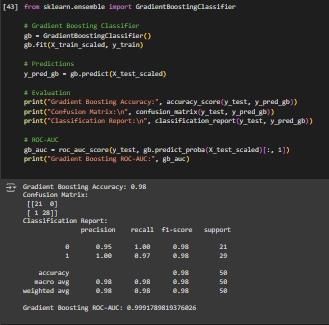 [43] from sklearn.ensemble import GradientBoostingClassifier
# Gradient Boosting Classifier
gb = GradientBoostingClassifier()
gb.fit(X_train_scaled, y_train)
# Predictions
y_pred_gb = gb.predict(X_test_scaled)
# Evaluation
print("Gradient Boosting Accuracy:", accuracy_score(y_test, y_pred_gb))
print("Confusion Matrix:\n", confusion_matrix(y_test, y_pred_gb))
print("Classification Report:\n", classification_report(y_test, y_pred_gb))
# ROC-AUC
gb_auc = roc_auc_score(y_test, gb.predict_proba(X_test_scaled)[:, 1])
print("Gradient Boosting ROC-AUC:", gb_auc)
Gradient Boosting Accuracy: 0.98
Confusion Matrix:
[[21 0]
[ 1 28]]
Classification Report:
precision recall f1-score support
0 0.95 1.00 0.98 21
1 1.00 0.97 0.98 29
accuracy 0.98 50
macro avg 0.98 0.98 0.98 50
weighted avg 0.98 0.98 0.98 50
Gradient Boosting ROC-AUC: 0.9991789819376026